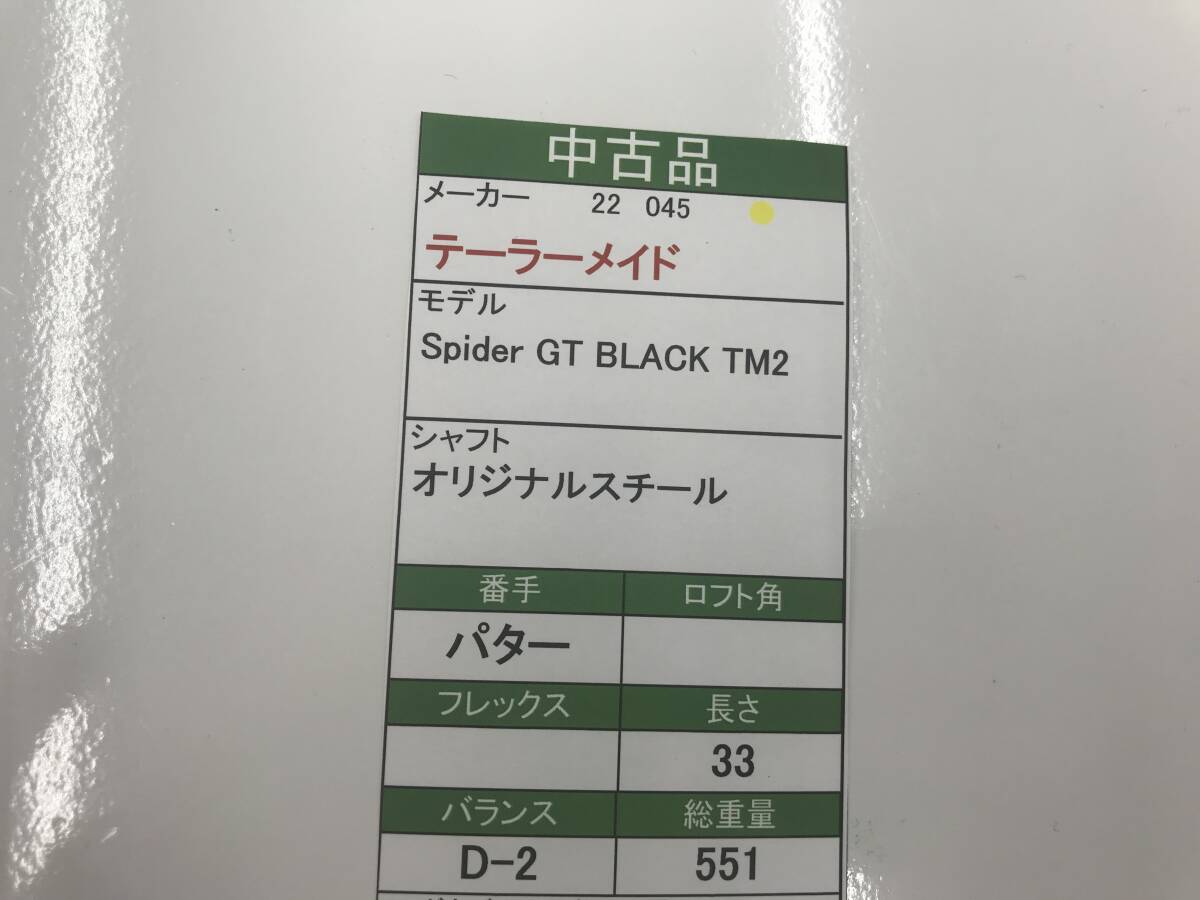 中古品
メーカー 22 045
テーラーメイド
モデル
Spider GT BLACK TM2
シャフト
オリジナルスチール
番手 ロフト角
パター
フレックス 長さ
33
バランス 総重量
D-2 551